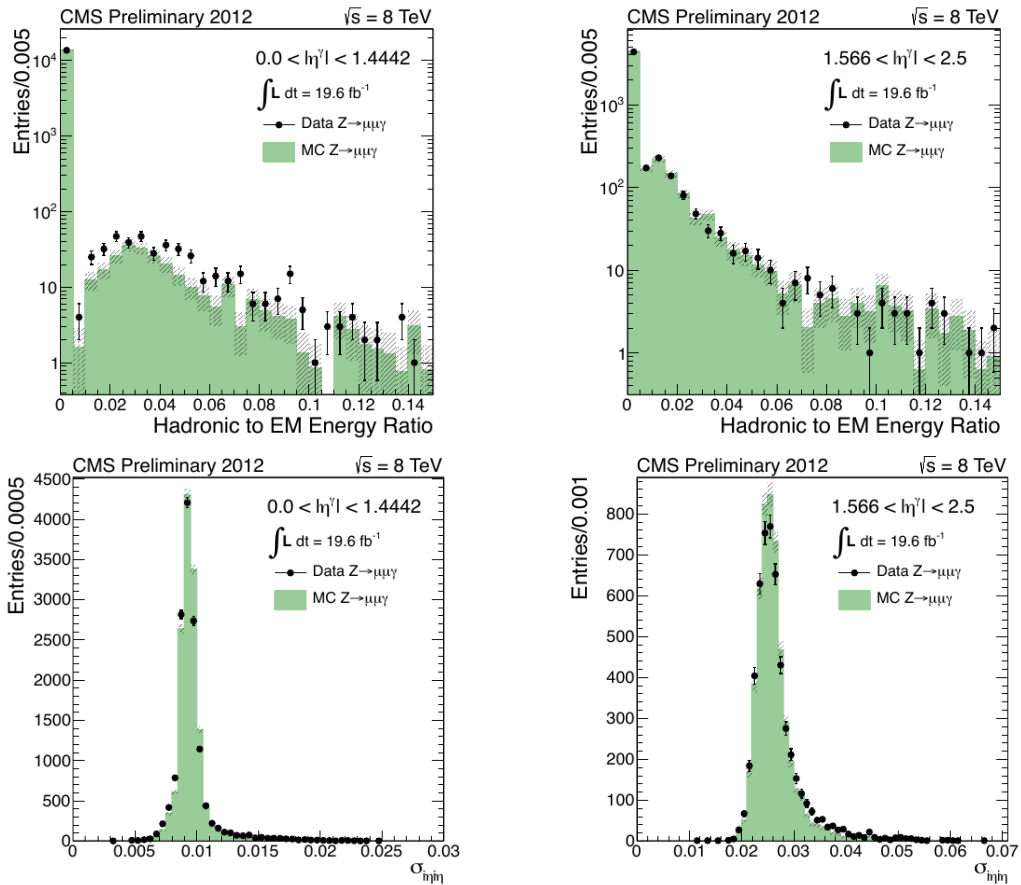 CMS Preliminary 2012 √s = 8 TeV
Entries/0.005
10⁴
10³
10²
10
1
0.0 < |η^γ| < 1.4442
∫L dt = 19.6 fb⁻¹
Data Z→μμγ
MC Z→μμγ
0 0.02 0.04 0.06 0.08 0.1 0.12 0.14
Hadronic to EM Energy Ratio
CMS Preliminary 2012 √s = 8 TeV
Entries/0.005
10³
10²
10
1
1.566 < |η^γ| < 2.5
∫L dt = 19.6 fb⁻¹
Data Z→μμγ
MC Z→μμγ
0 0.02 0.04 0.06 0.08 0.1 0.12 0.14
Hadronic to EM Energy Ratio
CMS Preliminary 2012 √s = 8 TeV
Entries/0.0005
4500
4000
3500
3000
2500
2000
1500
1000
500
0
0.0 < |η^γ| < 1.4442
∫L dt = 19.6 fb⁻¹
Data Z→μμγ
MC Z→μμγ
0 0.005 0.01 0.015 0.02 0.025 0.03
σ_iηiη
CMS Preliminary 2012 √s = 8 TeV
Entries/0.001
800
700
600
500
400
300
200
100
0
1.566 < |η^γ| < 2.5
∫L dt = 19.6 fb⁻¹
Data Z→μμγ
MC Z→μμγ
0 0.01 0.02 0.03 0.04 0.05 0.06 0.07
σ_iηiη